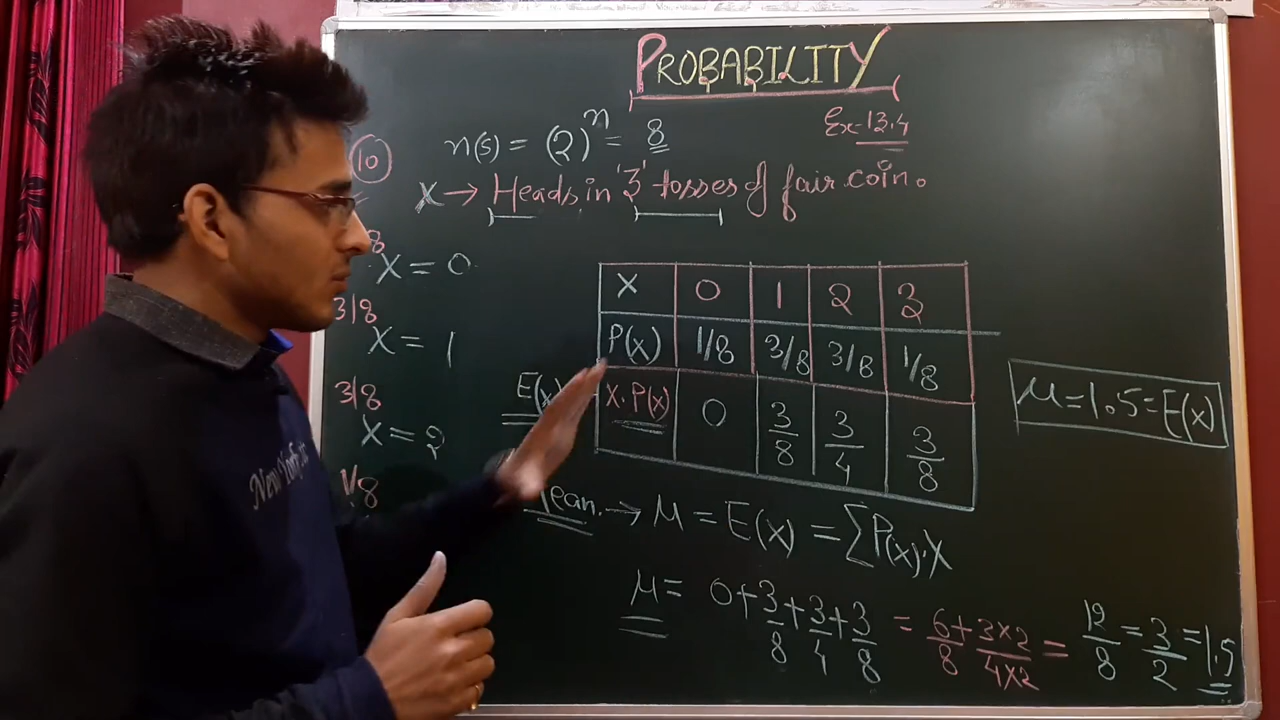 PROBABILITY
Ex-13.4
n(S) = (2)^n = 8
10
X → Heads in '3' tosses of fair coin.
X = 0
3/8
X = 1
3/8
X = 2
1/8
X 0 1 2 3
P(x) 1/8 3/8 3/8 1/8
E(x) X.P(x) 0 3/8 3/4 3/8
μ = 1.5 = E(x)
ean. → μ = E(x) = ΣP(x).X
μ = 0 + 3/8 + 3/4 + 3/8 = 6/8 + 3×2/4×2 = 12/8 = 3/2 = 1.5